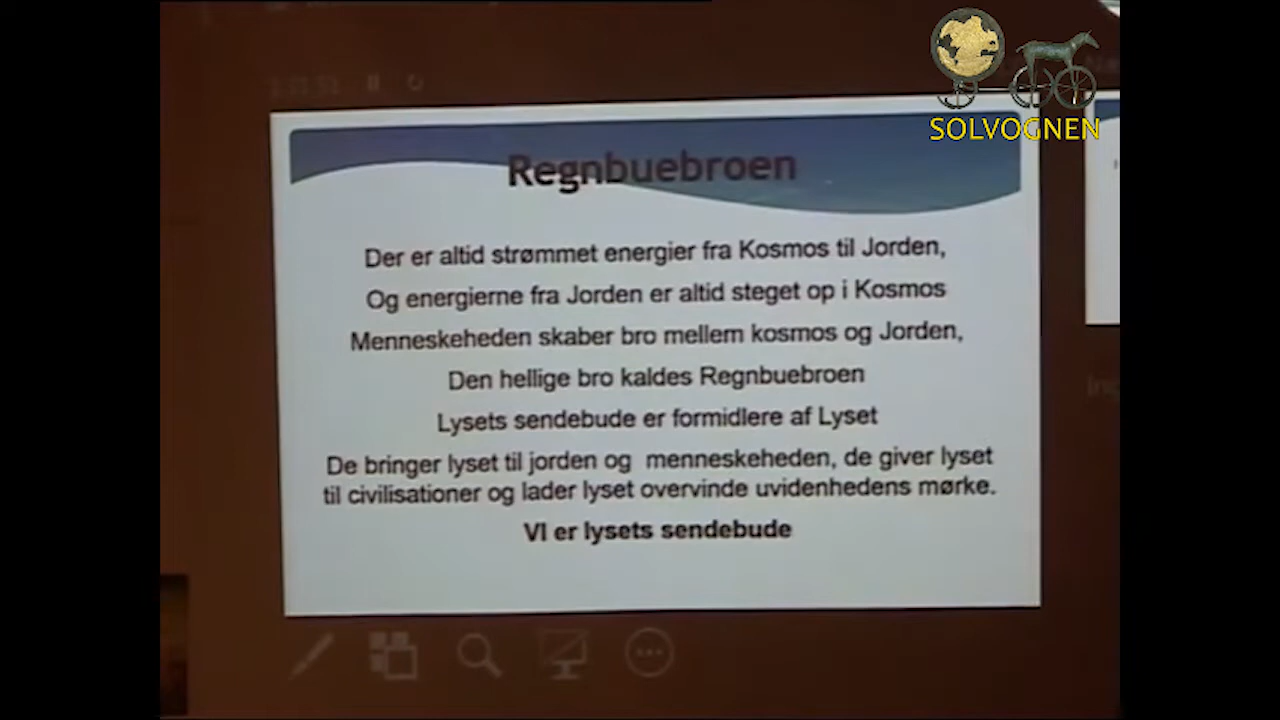 SOLVOGNEN
Regnbuebroen
Der er altid strømmet energier fra Kosmos til Jorden,
Og energierne fra Jorden er altid steget op i Kosmos
Menneskeheden skaber bro mellem kosmos og Jorden,
Den hellige bro kaldes Regnbuebroen
Lysets sendebude er formidlere af Lyset
De bringer lyset til jorden og menneskeheden, de giver lyset
til civilisationer og lader lyset overvinde uvidenhedens mørke.
VI er lysets sendebude